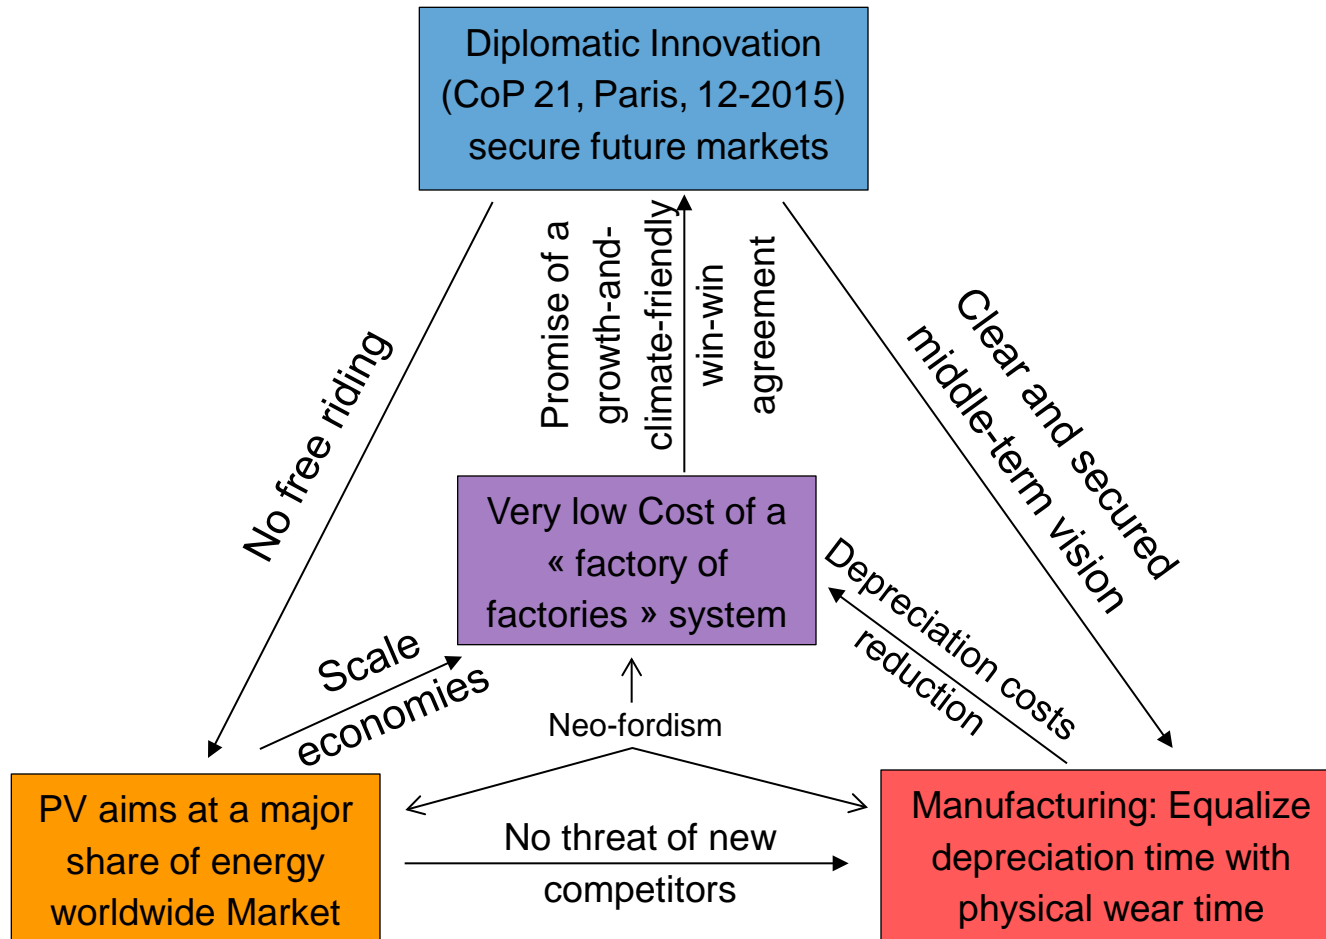 Diplomatic Innovation
(CoP 21, Paris, 12-2015)
secure future markets
Promise of a
growth-and-
climate-friendly
win-win
agreement
No free riding
Clear and secured
middle-term vision
Very low Cost of a
« factory of
factories » system
Scale
economies
Depreciation costs
reduction
Neo-fordism
PV aims at a major
share of energy
worldwide Market
No threat of new
competitors
Manufacturing: Equalize
depreciation time with
physical wear time